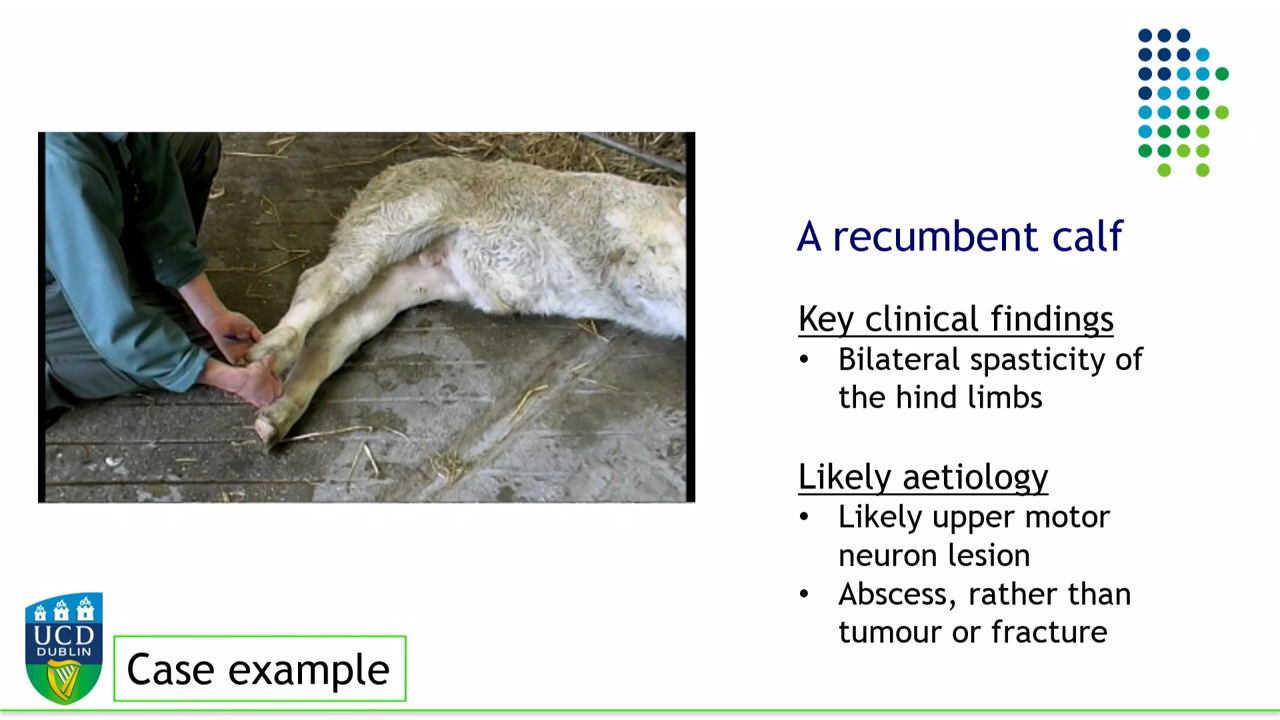 A recumbent calf
Key clinical findings
• Bilateral spasticity of
the hind limbs
Likely aetiology
• Likely upper motor
neuron lesion
• Abscess, rather than
tumour or fracture
UCD
DUBLIN
Case example